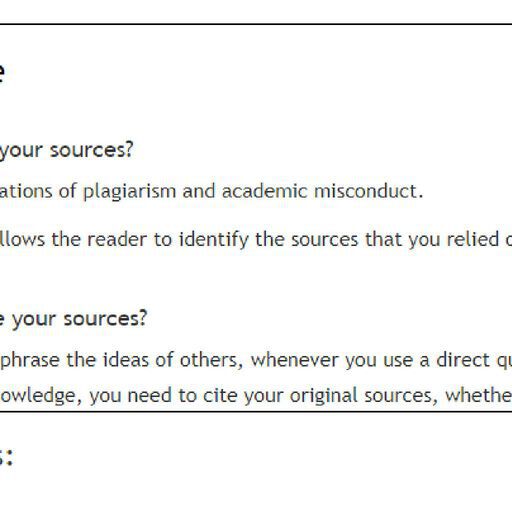 e
your sources?
ations of plagiarism and academic misconduct.
llows the reader to identify the sources that you relied o
e your sources?
phrase the ideas of others, whenever you use a direct qu
owledge, you need to cite your original sources, whethe
s: